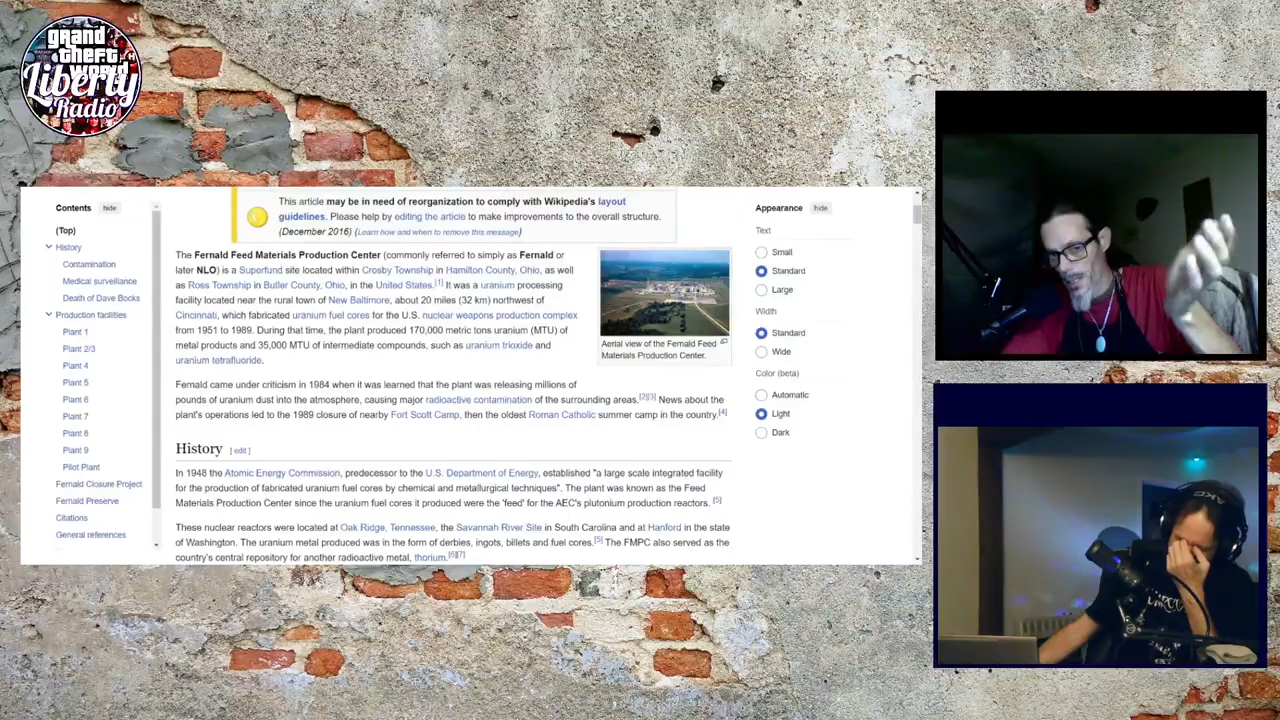 grand
theft
world
Liberty
Radio
Contents hide
(Top)
History
Contamination
Medical surveillance
Death of Dave Bocks
Production facilities
Plant 1
Plant 2/3
Plant 4
Plant 5
Plant 6
Plant 7
Plant 8
Plant 9
Pilot Plant
Fernald Closure Project
Fernald Preserve
Citations
General references
This article may be in need of reorganization to comply with Wikipedia's layout
guidelines. Please help by editing the article to make improvements to the overall structure.
(December 2016) (Learn how and when to remove this message)
The Fernald Feed Materials Production Center (commonly referred to simply as Fernald or
later NLO) is a Superfund site located within Crosby Township in Hamilton County, Ohio, as well
as Ross Township in Butler County, Ohio, in the United States.[1] It was a uranium processing
facility located near the rural town of New Baltimore, about 20 miles (32 km) northwest of
Cincinnati, which fabricated uranium fuel cores for the U.S. nuclear weapons production complex
from 1951 to 1989. During that time, the plant produced 170,000 metric tons uranium (MTU) of
metal products and 35,000 MTU of intermediate compounds, such as uranium trioxide and
uranium tetrafluoride.
Aerial view of the Fernald Feed
Materials Production Center.
Fernald came under criticism in 1984 when it was learned that the plant was releasing millions of
pounds of uranium dust into the atmosphere, causing major radioactive contamination of the surrounding areas.[2][3] News about the
plant's operations led to the 1989 closure of nearby Fort Scott Camp, then the oldest Roman Catholic summer camp in the country.[4]
History [ edit ]
In 1948 the Atomic Energy Commission, predecessor to the U.S. Department of Energy, established "a large scale integrated facility
for the production of fabricated uranium fuel cores by chemical and metallurgical techniques". The plant was known as the Feed
Materials Production Center since the uranium fuel cores it produced were the 'feed' for the AEC's plutonium production reactors. [5]
These nuclear reactors were located at Oak Ridge, Tennessee, the Savannah River Site in South Carolina and at Hanford in the state
of Washington. The uranium metal produced was in the form of derbies, ingots, billets and fuel cores.[5] The FMPC also served as the
country's central repository for another radioactive metal, thorium.[6][7]
Appearance hide
Text
Small
Standard
Large
Width
Standard
Wide
Color (beta)
Automatic
Light
Dark
AKG